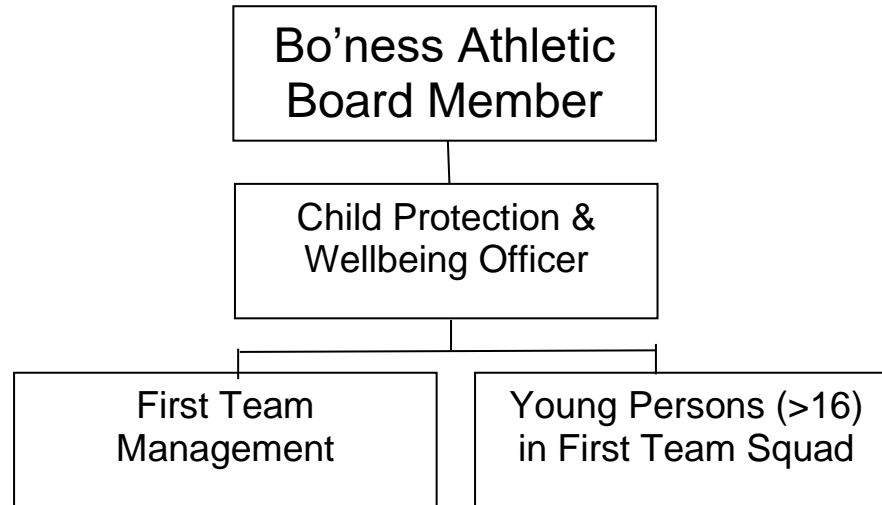 Bo’ness Athletic
Board Member
Child Protection &
Wellbeing Officer
First Team
Management
Young Persons (>16)
in First Team Squad